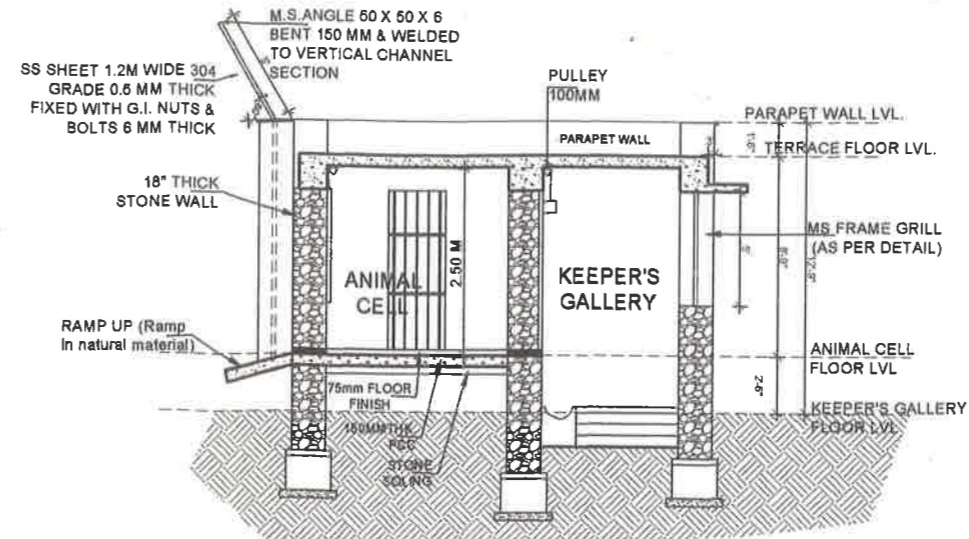 M.S.ANGLE 50 X 50 X 6
BENT 150 MM & WELDED
TO VERTICAL CHANNEL
SECTION
SS SHEET 1.2M WIDE 304
GRADE 0.5 MM THICK
FIXED WITH G.I. NUTS &
BOLTS 6 MM THICK
PULLEY
100MM
PARAPET WALL LVL.
PARAPET WALL
TERRACE FLOOR LVL.
18" THICK
STONE WALL
MS FRAME GRILL
(AS PER DETAIL)
2.50 M
ANIMAL
CELL
KEEPER'S
GALLERY
RAMP UP (Ramp
in natural material)
ANIMAL CELL
FLOOR LVL
75mm FLOOR
FINISH
2'-6"
KEEPER'S GALLERY
FLOOR LVL
150MMTHK
PCC
STONE
SOLING